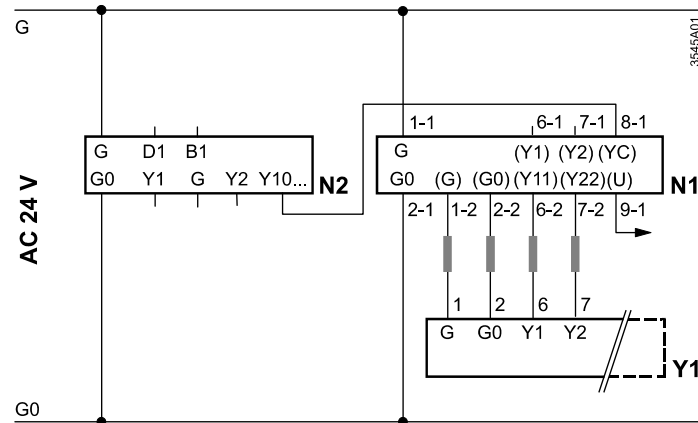 G
3545A01
1-1 6-1 7-1 8-1
G D1 B1
G (Y1) (Y2) (YC)
G0 Y1 G Y2 Y10... N2
G0 (G) (G0) (Y11) (Y22) (U) N1
2-1 1-2 2-2 6-2 7-2 9-1
AC 24 V
1 2 6 7
G G0 Y1 Y2
Y1
G0